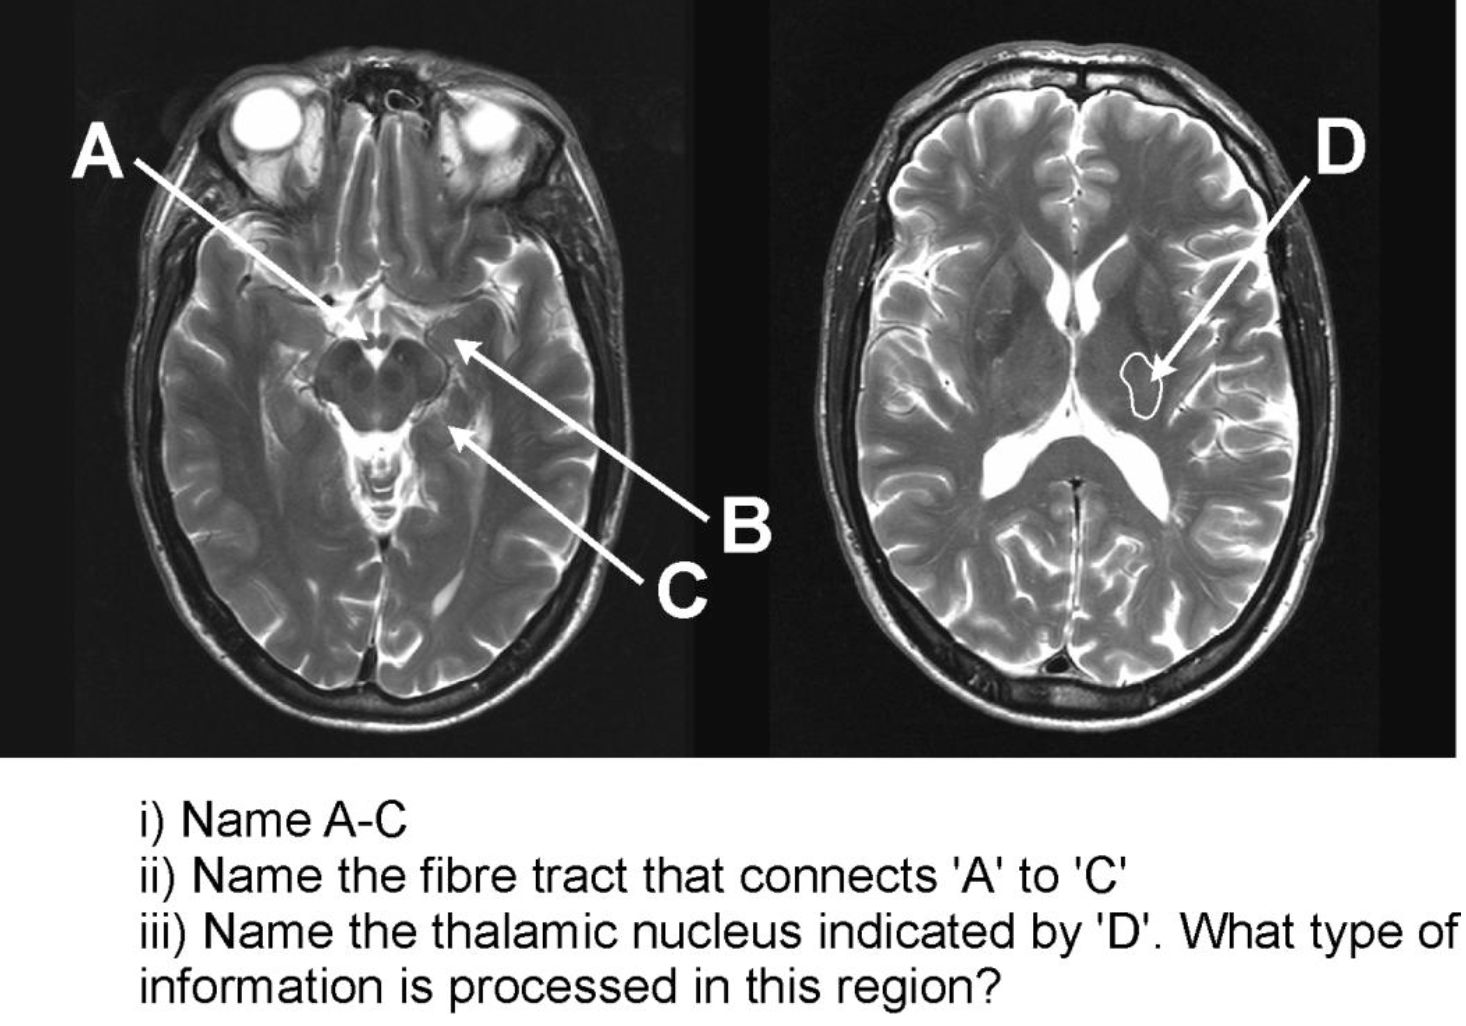 A
D
B
C
i) Name A-C
ii) Name the fibre tract that connects 'A' to 'C'
iii) Name the thalamic nucleus indicated by 'D'. What type of
information is processed in this region?